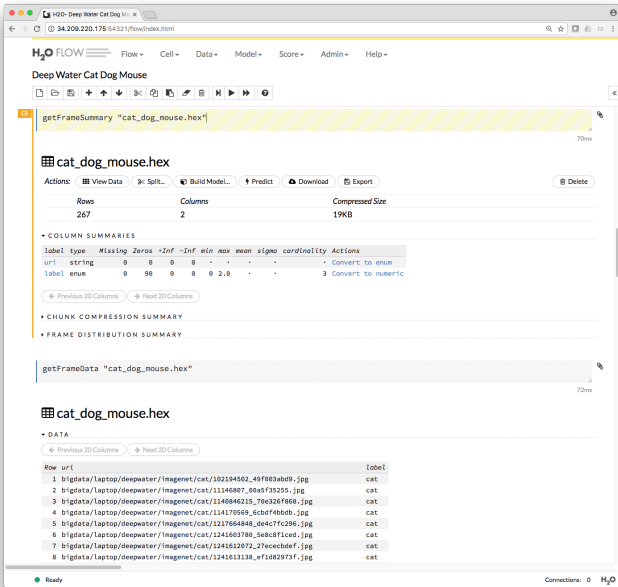 H2O- Deep Water Cat Dog Mo
34.209.220.175:54321/flow/index.html
H2O FLOW Flow Cell Data Model Score Admin Help
Deep Water Cat Dog Mouse
CS
getFrameSummary "cat_dog_mouse.hex"
70ms
cat_dog_mouse.hex
Actions: View Data Split... Build Model... Predict Download Export Delete
Rows Columns Compressed Size
267 2 19KB
COLUMN SUMMARIES
label type Missing Zeros +Inf -Inf min max mean sigma cardinality Actions
uri string 0 0 0 0 · · · · · Convert to enum
label enum 0 90 0 0 0 2.0 · · 3 Convert to numeric
← Previous 20 Columns → Next 20 Columns
CHUNK COMPRESSION SUMMARY
FRAME DISTRIBUTION SUMMARY
getFrameData "cat_dog_mouse.hex"
72ms
cat_dog_mouse.hex
DATA
← Previous 20 Columns → Next 20 Columns
Row uri label
1 bigdata/laptop/deepwater/imagenet/cat/102194502_49f003abd9.jpg cat
2 bigdata/laptop/deepwater/imagenet/cat/11146807_00a5f35255.jpg cat
3 bigdata/laptop/deepwater/imagenet/cat/1140846215_70e326f868.jpg cat
4 bigdata/laptop/deepwater/imagenet/cat/114170569_6cbdf4bbdb.jpg cat
5 bigdata/laptop/deepwater/imagenet/cat/1217664848_de4c7fc296.jpg cat
6 bigdata/laptop/deepwater/imagenet/cat/1241603780_5e8c8f1ced.jpg cat
7 bigdata/laptop/deepwater/imagenet/cat/1241612072_27ececbdef.jpg cat
8 bigdata/laptop/deepwater/imagenet/cat/1241613138_ef1d82973f.jpg cat
Ready Connections: 0 H2O